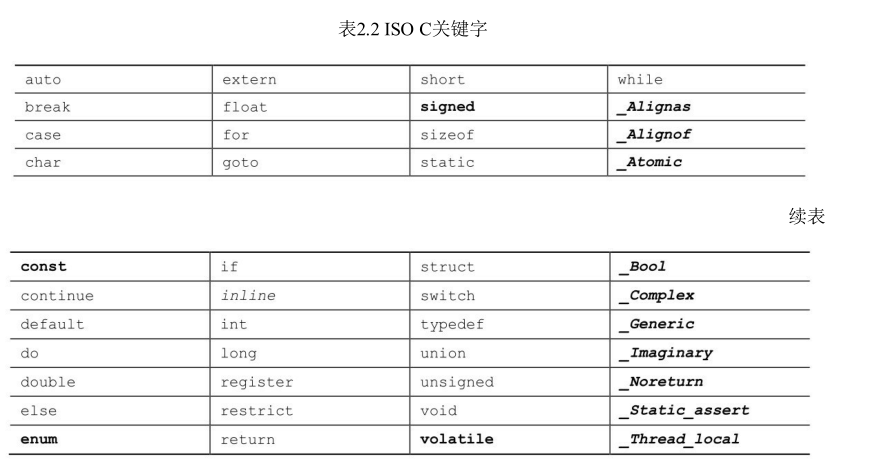 表2.2 ISO C关键字
auto extern short while
break float signed _Alignas
case for sizeof _Alignof
char goto static _Atomic
续表
const if struct _Bool
continue inline switch _Complex
default int typedef _Generic
do long union _Imaginary
double register unsigned _Noreturn
else restrict void _Static_assert
enum return volatile _Thread_local